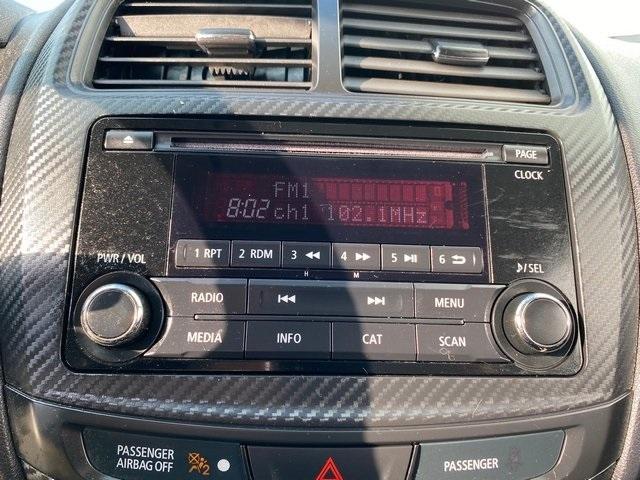 PAGE
CLOCK
FM1
8:02 ch1 102.1MHz
PWR/VOL
1 RPT 2 RDM 3 4 5 6
H M
♪/SEL
RADIO MENU
MEDIA INFO CAT SCAN
PASSENGER
AIRBAG OFF 2
PASSENGER